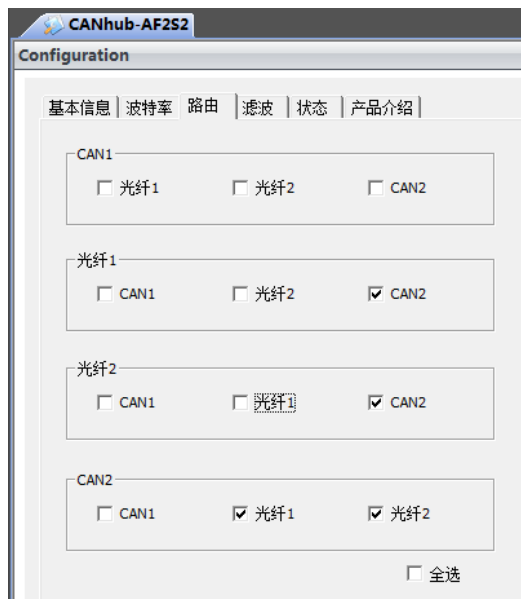 CANhub-AF2S2
Configuration
基本信息 波特率 路由 滤波 状态 产品介绍
CAN1
光纤1 光纤2 CAN2
光纤1
CAN1 光纤2 CAN2
光纤2
CAN1 光纤1 CAN2
CAN2
CAN1 光纤1 光纤2
全选